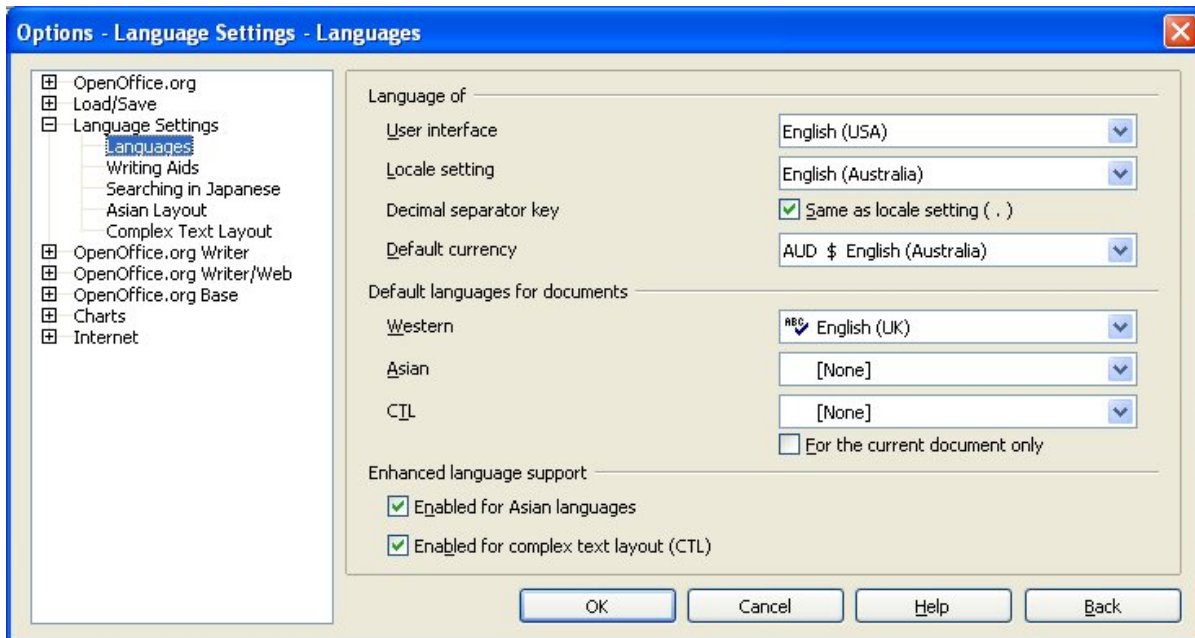 Options - Language Settings - Languages
OpenOffice.org
Load/Save
Language Settings
Languages
Writing Aids
Searching in Japanese
Asian Layout
Complex Text Layout
OpenOffice.org Writer
OpenOffice.org Writer/Web
OpenOffice.org Base
Charts
Internet
Language of
User interface English (USA)
Locale setting English (Australia)
Decimal separator key Same as locale setting ( . )
Default currency AUD $ English (Australia)
Default languages for documents
Western ABC English (UK)
Asian [None]
CTL [None]
For the current document only
Enhanced language support
Enabled for Asian languages
Enabled for complex text layout (CTL)
OK Cancel Help Back